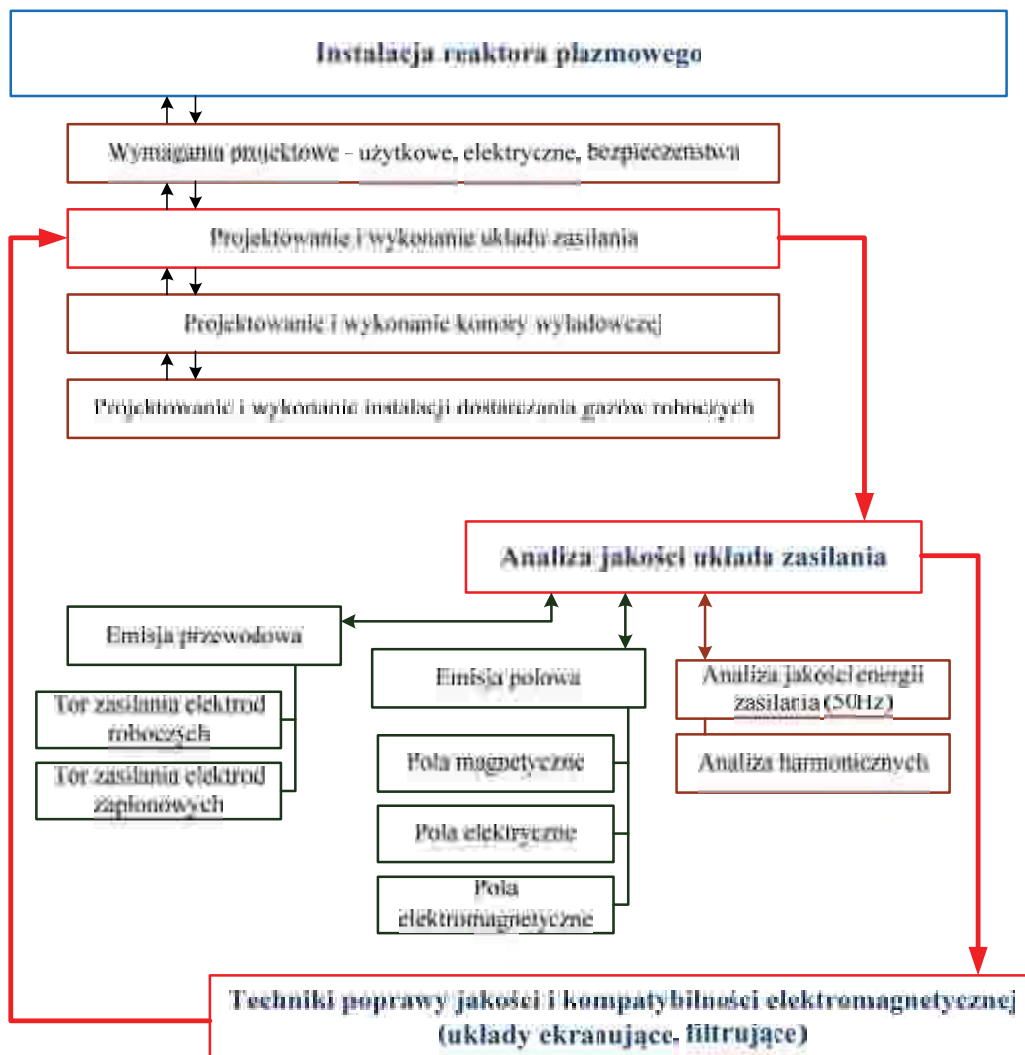 Instalacja reaktora plazmowego
Wymagania projektowe - użytkowe, elektryczne, bezpieczeństwa
Projektowanie i wykonanie układu zasilania
Projektowanie i wykonanie komory wyładowczej
Projektowanie i wykonanie instalacji dostarczania gazów roboczych
Analiza jakości układu zasilania
Emisja przewodowa
Tor zasilania elektrod
roboczych
Tor zasilania elektrod
zapłonowych
Emisja polowa
Pola magnetyczne
Pola elektryczne
Pola
elektromagnetyczne
Analiza jakości energii
zasilania (50Hz)
Analiza harmonicznych
Techniki poprawy jakości i kompatybilności elektromagnetycznej
(układy ekranujące, filtrujące)